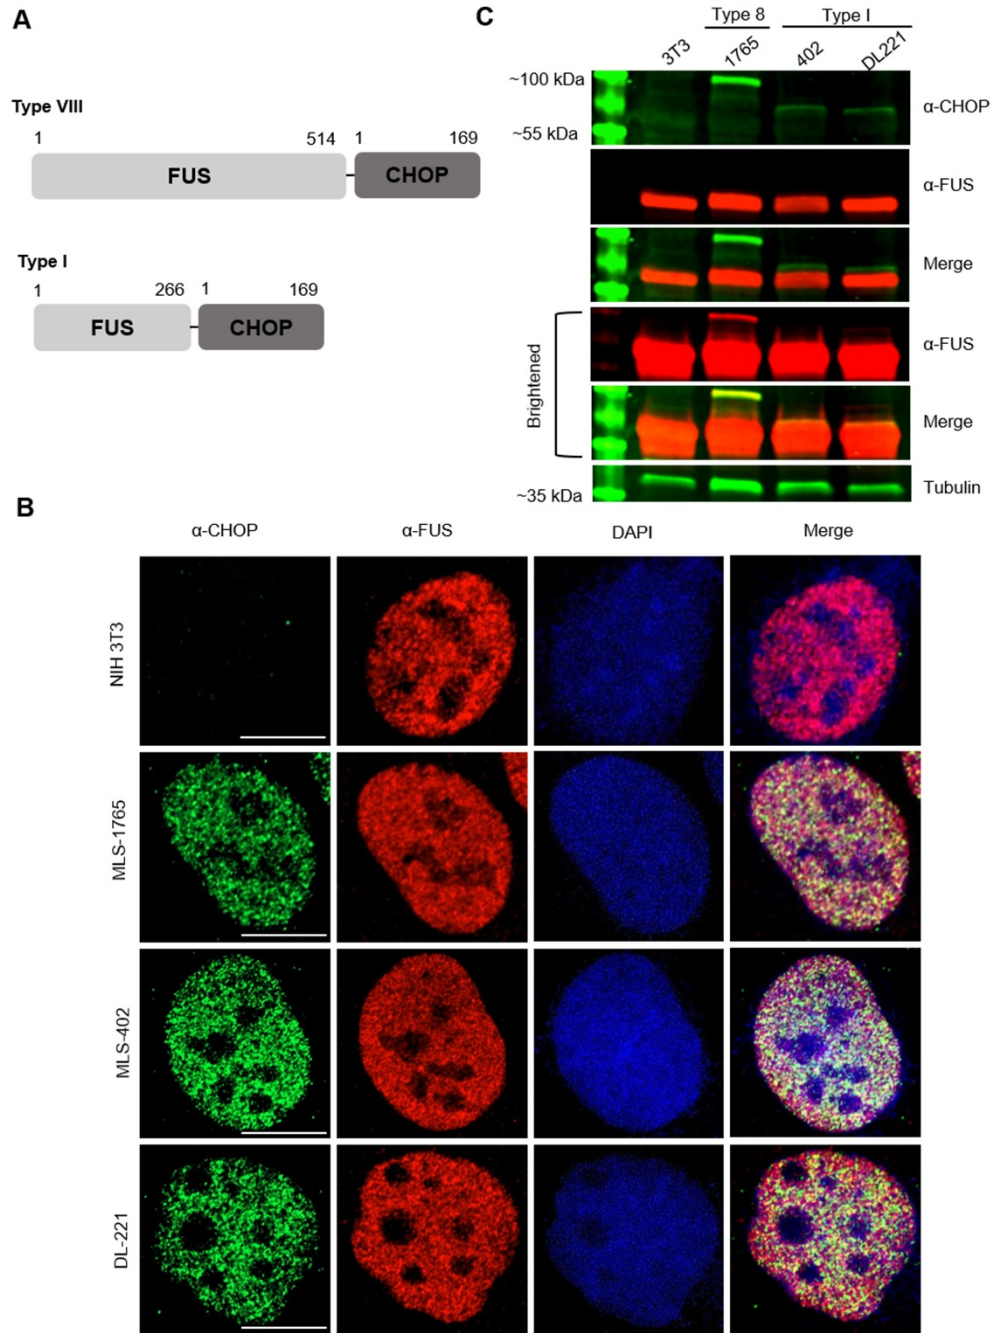 A
Type VIII
1 514 1 169
FUS CHOP
Type I
1 266 1 169
FUS CHOP
C
Type 8 Type I
3T3 1765 402 DL221
~100 kDa
α-CHOP
~55 kDa
α-FUS
Merge
Brightened
α-FUS
Merge
Tubulin
~35 kDa
B
α-CHOP α-FUS DAPI Merge
NIH 3T3
MLS-1765
MLS-402
DL-221